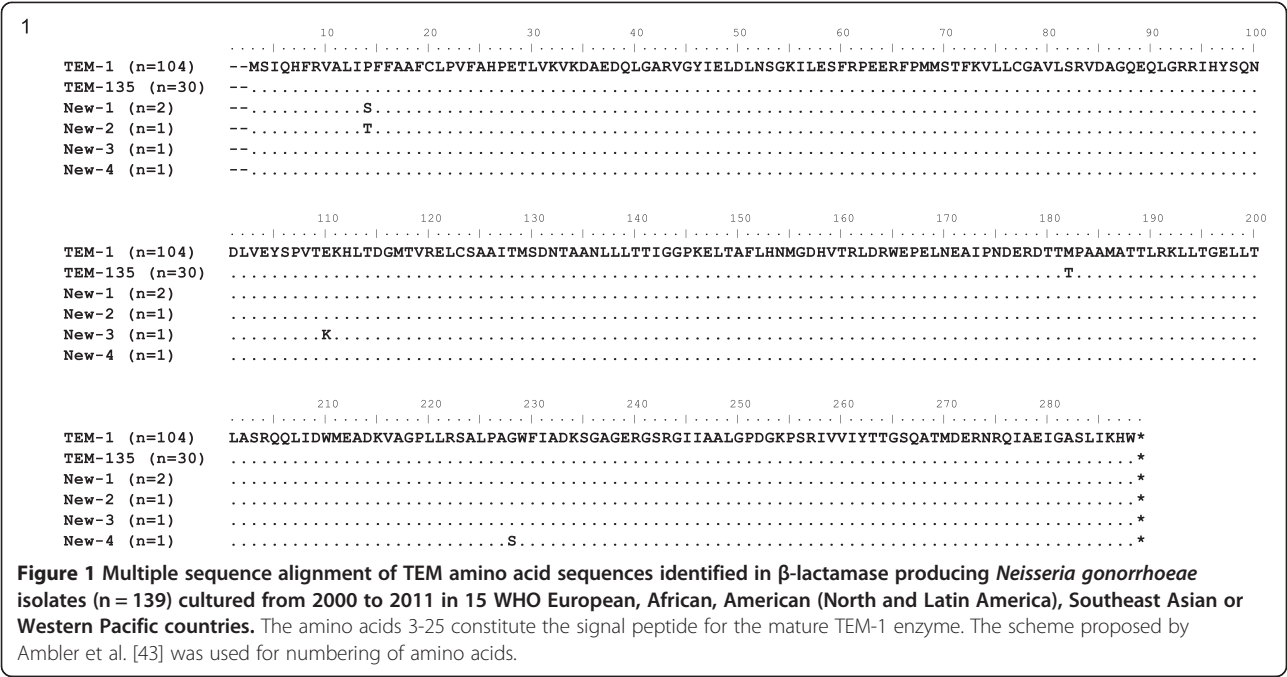 1
10 20 30 40 50 60 70 80 90 100
TEM-1 (n=104) --MSIQHFRVALIPFFAAFCLPVFAHPETLVKVKDAEDQLGARVGYIELDLNSGKILESFRPEERFPMMSTFKVLLCGAVLSRVDAGQEQLGRRIHYSQN
TEM-135 (n=30) --..................................................................................................
New-1 (n=2) --...........S......................................................................................
New-2 (n=1) --...........T......................................................................................
New-3 (n=1) --..................................................................................................
New-4 (n=1) --..................................................................................................
110 120 130 140 150 160 170 180 190 200
TEM-1 (n=104) DLVEYSPVTEKHLTDGMTVRELCSAAITMSDNTAANLLLTTIGGPKELTAFLHNMGDHVTRLDRWEPELNEAIPNDERDTTMPAAMATTLRKLLTGELLT
TEM-135 (n=30) .................................................................................T..................
New-1 (n=2) ....................................................................................................
New-2 (n=1) ....................................................................................................
New-3 (n=1) .........K..........................................................................................
New-4 (n=1) ....................................................................................................
210 220 230 240 250 260 270 280
TEM-1 (n=104) LASRQQLIDWMEADKVAGPLLRSALPAGWFIADKSGAGERGSRGIIAALGPDGKPSRIVVIYTTGSQATMDERNRQIAEIGASLIKHW*
TEM-135 (n=30) ........................................................................................*
New-1 (n=2) ........................................................................................*
New-2 (n=1) ........................................................................................*
New-3 (n=1) ........................................................................................*
New-4 (n=1) ...........................S............................................................*
Figure 1 Multiple sequence alignment of TEM amino acid sequences identified in β-lactamase producing Neisseria gonorrhoeae
isolates (n = 139) cultured from 2000 to 2011 in 15 WHO European, African, American (North and Latin America), Southeast Asian or
Western Pacific countries. The amino acids 3-25 constitute the signal peptide for the mature TEM-1 enzyme. The scheme proposed by
Ambler et al. [43] was used for numbering of amino acids.